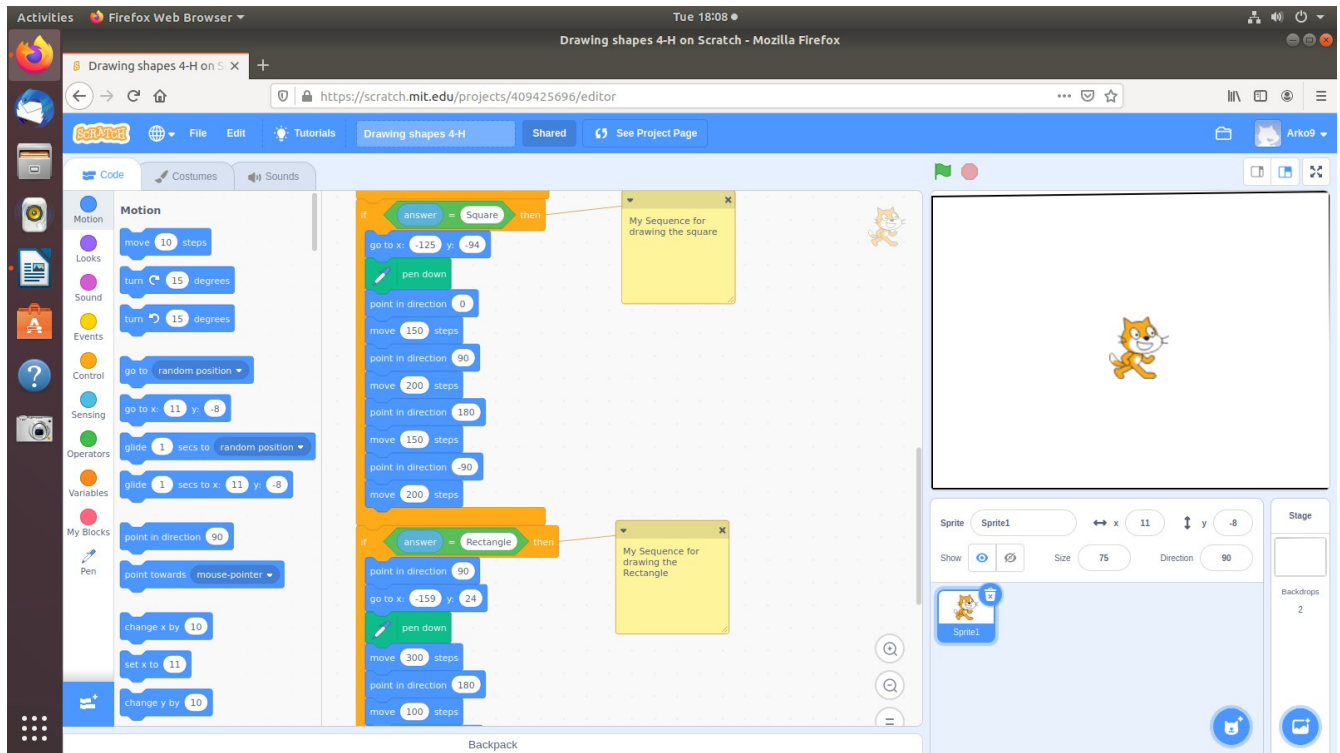 Activities Firefox Web Browser Tue 18:08
Drawing shapes 4-H on Scratch - Mozilla Firefox
Drawing shapes 4-H on S
https://scratch.mit.edu/projects/409425696/editor
SCRATCH File Edit Tutorials Drawing shapes 4-H Shared See Project Page Arko9
Code Costumes Sounds
Motion
Looks
Sound
Events
Control
Sensing
Operators
Variables
My Blocks
Pen
Motion
move 10 steps
turn 15 degrees
turn 15 degrees
go to random position
go to x: 11 y: -8
glide 1 secs to random position
glide 1 secs to x: 11 y: -8
point in direction 90
point towards mouse-pointer
change x by 10
set x to 11
change y by 10
if answer = Square then
go to x: -125 y: -94
pen down
point in direction 0
move 150 steps
point in direction 90
move 200 steps
point in direction 180
move 150 steps
point in direction -90
move 200 steps
if answer = Rectangle then
point in direction 90
go to x: -159 y: 24
pen down
move 300 steps
point in direction 180
move 100 steps
My Sequence for
drawing the square
My Sequence for
drawing the
Rectangle
Sprite Sprite1 x 11 y -8
Show Size 75 Direction 90
Sprite1
Stage
Backdrops
2
Backpack